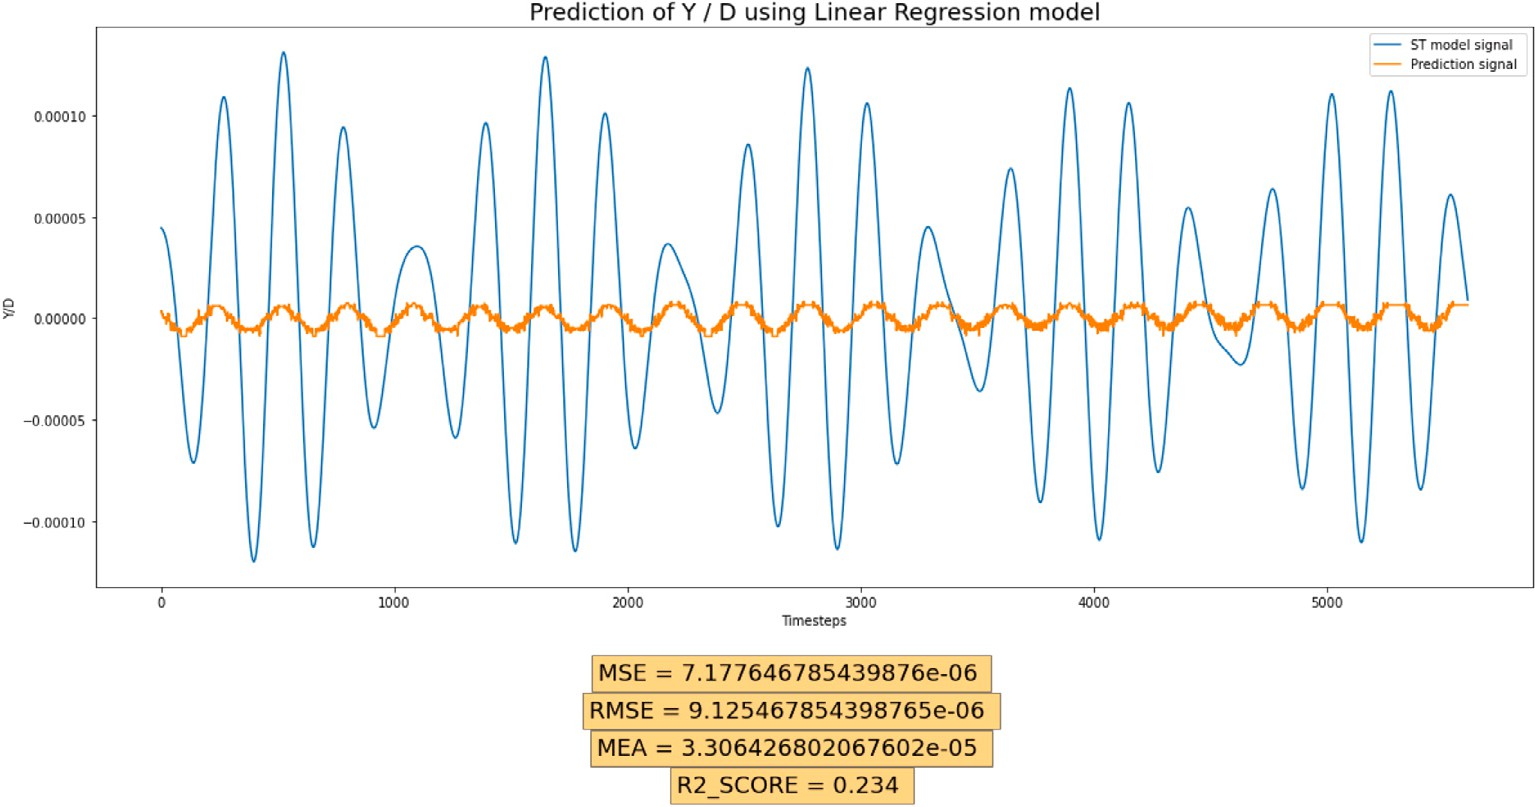 Prediction of Y / D using Linear Regression model
ST model signal
Prediction signal
0.00010
0.00005
0.00000
−0.00005
−0.00010
Y/D
0 1000 2000 3000 4000 5000
Timesteps
MSE = 7.177646785439876e-06
RMSE = 9.125467854398765e-06
MEA = 3.306426802067602e-05
R2_SCORE = 0.234